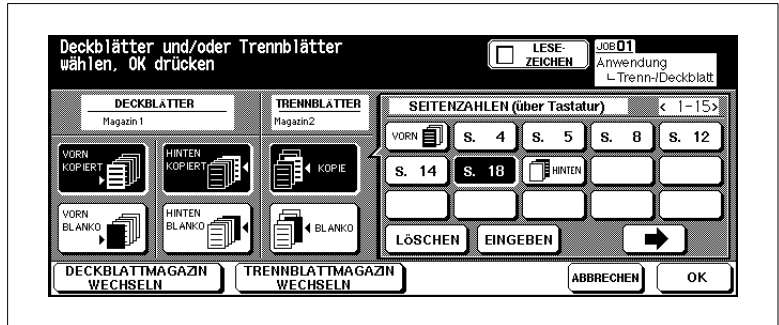 Deckblätter und/oder Trennblätter
wählen, OK drücken
LESE-
ZEICHEN
JOB 01
Anwendung
Trenn-/Deckblatt
DECKBLÄTTER
Magazin 1
TRENNBLÄTTER
Magazin2
SEITENZAHLEN (über Tastatur)
< 1-15>
VORN
KOPIERT
HINTEN
KOPIERT
KOPIE
VORN
S. 4
S. 5
S. 8
S. 12
S. 14
S. 18
HINTEN
VORN
BLANKO
HINTEN
BLANKO
BLANKO
LÖSCHEN
EINGEBEN
DECKBLATTMAGAZIN
WECHSELN
TRENNBLATTMAGAZIN
WECHSELN
ABBRECHEN
OK